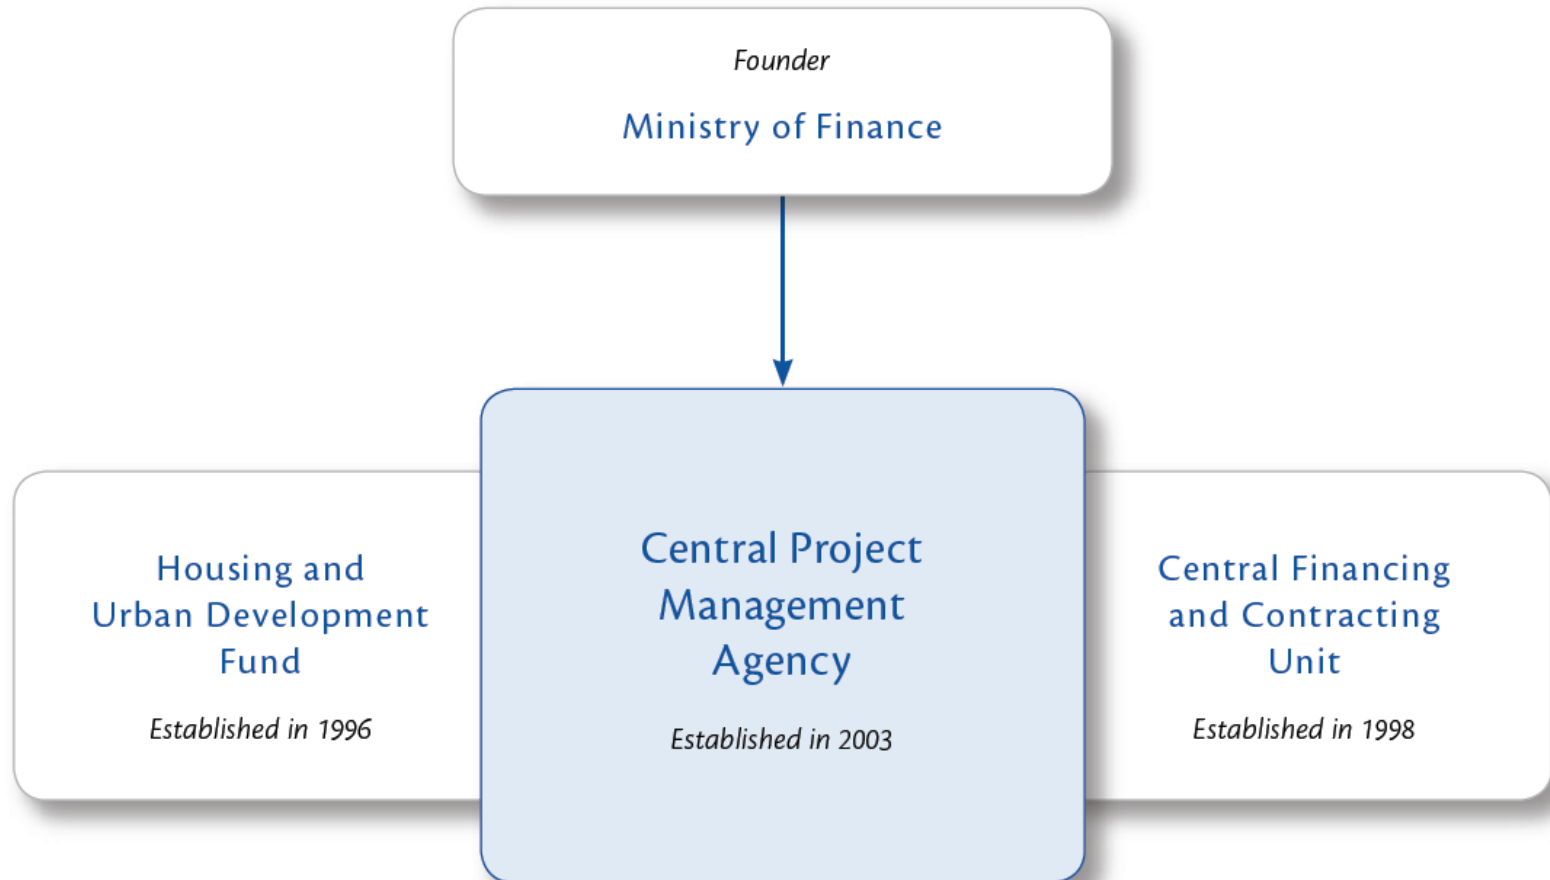 Founder
Ministry of Finance
Housing and
Urban Development
Fund
Established in 1996
Central Project
Management
Agency
Established in 2003
Central Financing
and Contracting
Unit
Established in 1998